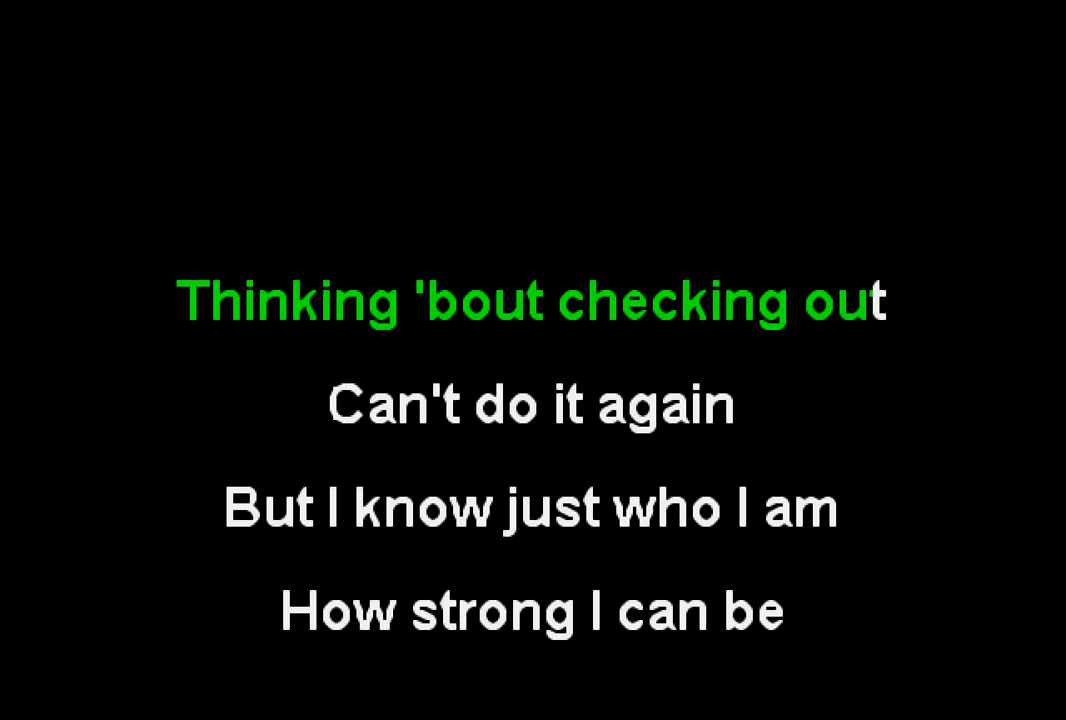 Thinking 'bout checking out
Can't do it again
But I know just who I am
How strong I can be